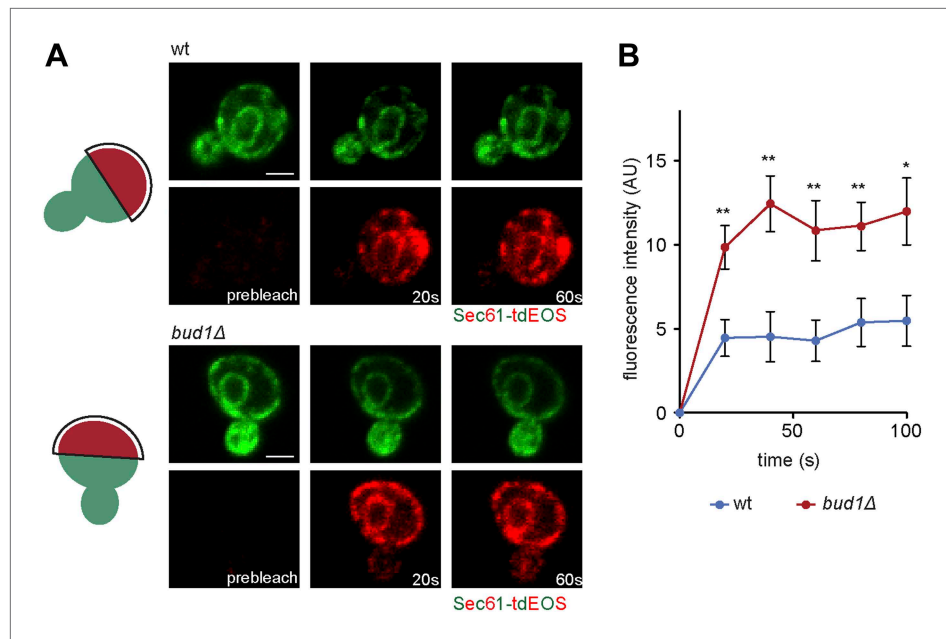 A
wt
prebleach
20s
60s
Sec61-tdEOS
bud1Δ
prebleach
20s
60s
Sec61-tdEOS
B
fluorescence intensity (AU)
15
10
5
0
**
**
**
**
*
0
50
100
time (s)
wt
bud1Δ